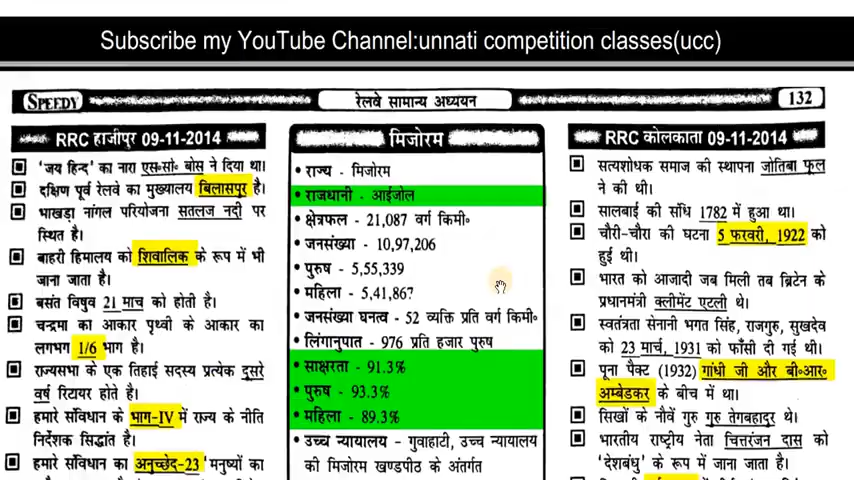 Subscribe my YouTube Channel:unnati competition classes(ucc)
SPEEDY
रेलवे सामान्य अध्ययन
132
RRC हाजीपुर 09-11-2014
'जय हिन्द' का नारा एस॰सी॰ बोस ने दिया था।
दक्षिण पूर्व रेलवे का मुख्यालय बिलासपुर है।
भाखड़ा नांगल परियोजना सतलज नदी पर
स्थित है।
बाहरी हिमालय को शिवालिक के रूप में भी
जाना जाता है।
बसंत विषुव 21 माच को होती है।
चन्द्रमा का आकार पृथ्वी के आकार का
लगभग 1/6 भाग है।
राज्यसभा के एक तिहाई सदस्य प्रत्येक दूसरे
वर्ष रिटायर होते है।
हमारे संविधान के भाग-IV में राज्य के नीति
निर्देशक सिद्धांत है।
हमारे संविधान का अनुच्छेद-23 'मनुष्यों का
मिजोरम
• राज्य - मिजोरम
• राजधानी - आईजोल
• क्षेत्रफल - 21,087 वर्ग किमी॰
• जनसंख्या - 10,97,206
• पुरुष - 5,55,339
• महिला - 5,41,867
• जनसंख्या घनत्व - 52 व्यक्ति प्रति वर्ग किमी॰
• लिंगानुपात - 976 प्रति हजार पुरुष
• साक्षरता - 91.3%
• पुरुष - 93.3%
• महिला - 89.3%
• उच्च न्यायालय - गुवाहाटी, उच्च न्यायालय
की मिजोरम खण्डपीठ के अंतर्गत
RRC कोलकाता 09-11-2014
सत्यशोधक समाज की स्थापना जोतिबा फूल
ने की थी।
सालबाई की संधि 1782 में हुआ था।
चौरी-चौरा की घटना 5 फरवरी, 1922 को
हुई थी।
भारत को आजादी जब मिली तब ब्रिटेन के
प्रधानमंत्री क्लीमेंट एटली थे।
स्वतंत्रता सेनानी भगत सिंह, राजगुरु, सुखदेव
को 23 मार्च, 1931 को फाँसी दी गई थी।
पूना पैक्ट (1932) गांधी जी और बी॰आर॰
अम्बेडकर के बीच में था।
सिखों के नौवें गुरु गुरु तेगबहादुर थे।
भारतीय राष्ट्रीय नेता चित्तरंजन दास को
'देशबंधु' के रूप में जाना जाता है।